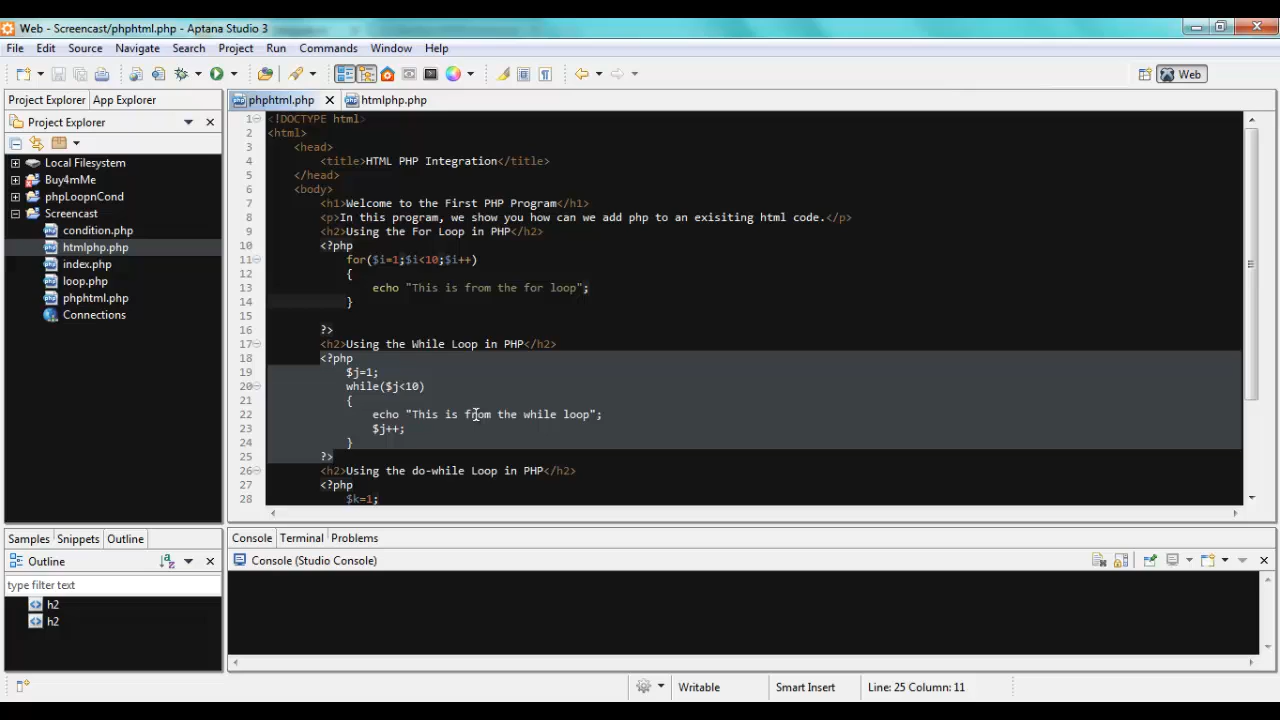 Web - Screencast/phphtml.php - Aptana Studio 3
File Edit Source Navigate Search Project Run Commands Window Help
Web
Project Explorer App Explorer
Project Explorer
Local Filesystem
Buy4mMe
phpLoopnCond
Screencast
condition.php
htmlphp.php
index.php
loop.php
phphtml.php
Connections
phphtml.php htmlphp.php
1 <!DOCTYPE html>
2 <html>
3 <head>
4 <title>HTML PHP Integration</title>
5 </head>
6 <body>
7 <h1>Welcome to the First PHP Program</h1>
8 <p>In this program, we show you how can we add php to an exisiting html code.</p>
9 <h2>Using the For Loop in PHP</h2>
10 <?php
11 for($i=1;$i<10;$i++)
12 {
13 echo "This is from the for loop";
14 }
15
16 ?>
17 <h2>Using the While Loop in PHP</h2>
18 <?php
19 $j=1;
20 while($j<10)
21 {
22 echo "This is from the while loop";
23 $j++;
24 }
25 ?>
26 <h2>Using the do-while Loop in PHP</h2>
27 <?php
28 $k=1;
Samples Snippets Outline
Outline
type filter text
h2
h2
Console Terminal Problems
Console (Studio Console)
Writable Smart Insert Line: 25 Column: 11